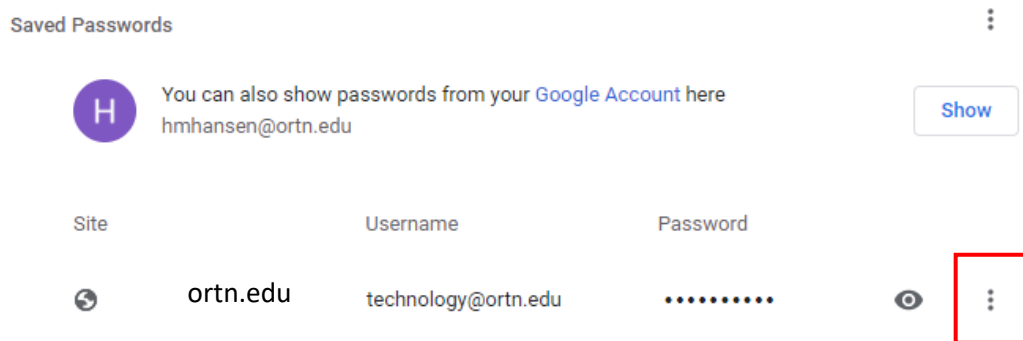 Saved Passwords
H
You can also show passwords from your Google Account here
hmhansen@ortn.edu
Show
Site Username Password
ortn.edu technology@ortn.edu ••••••••••